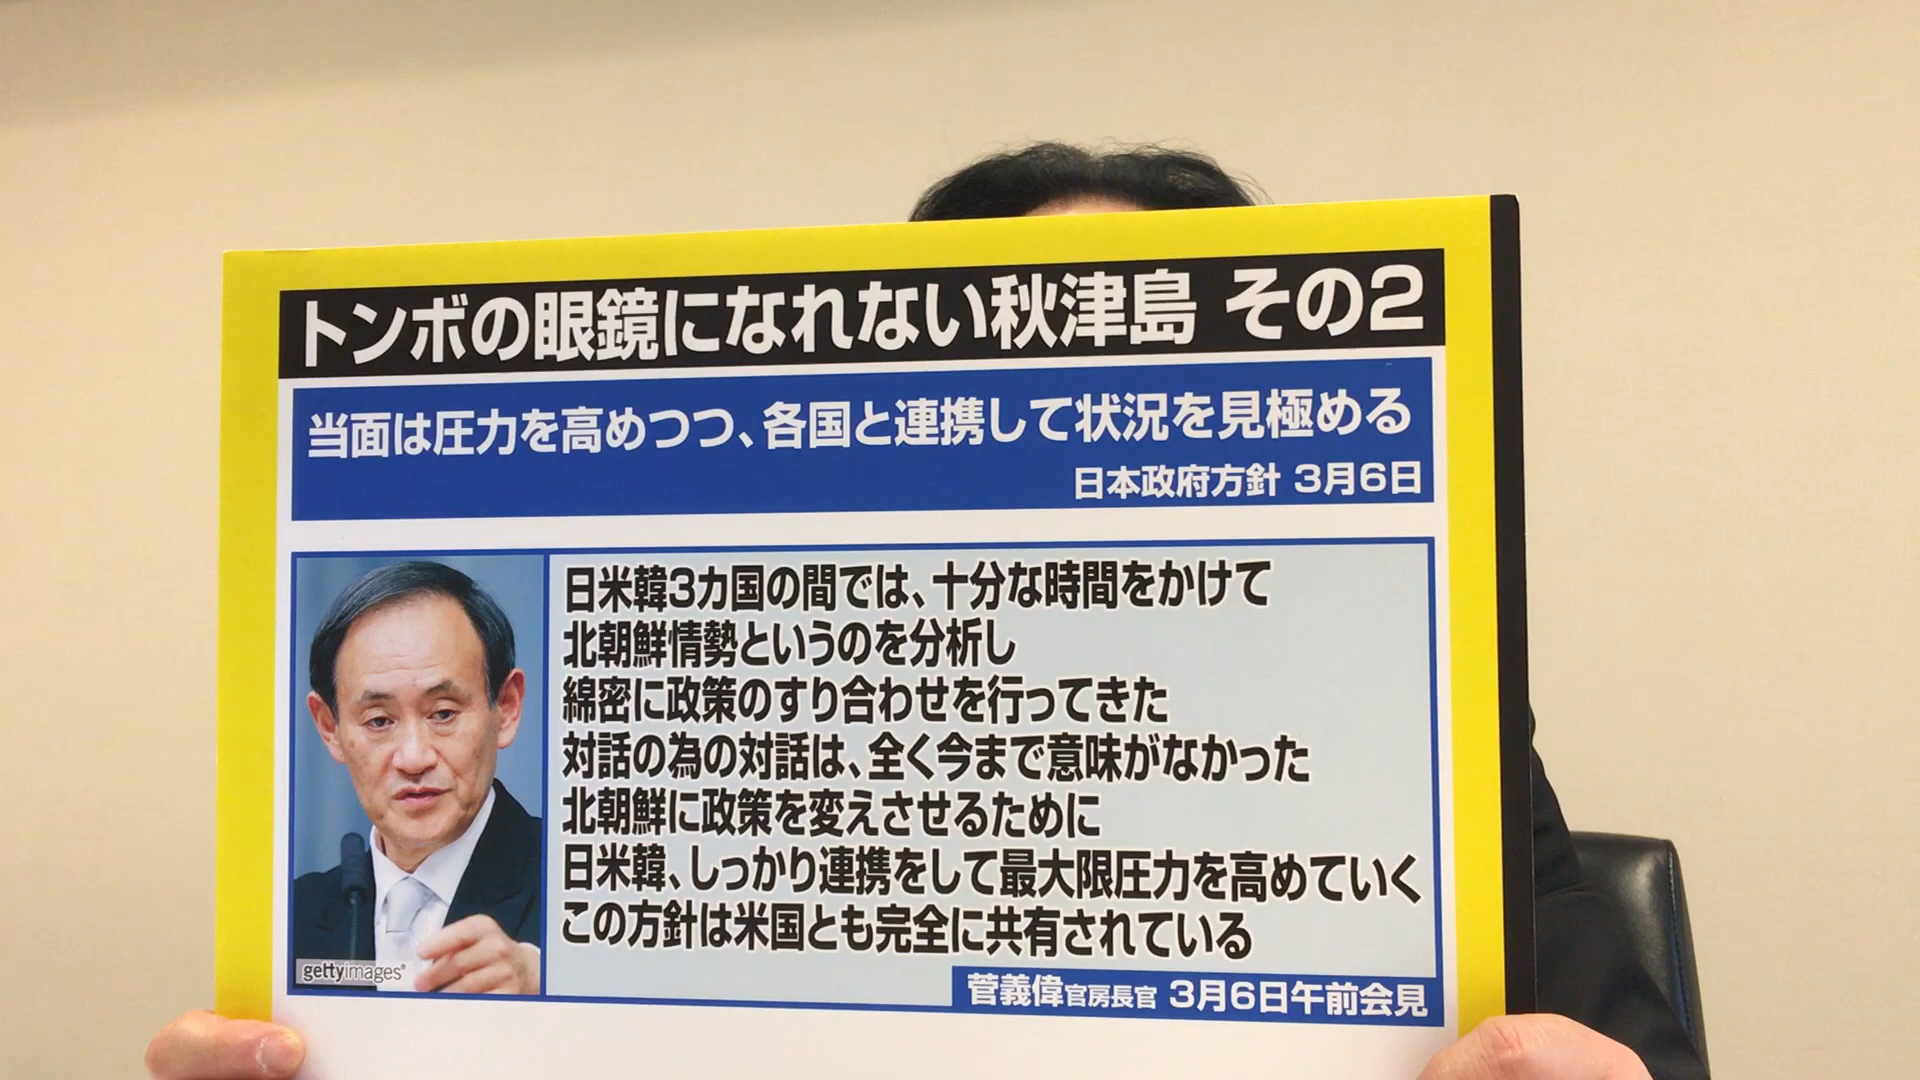 トンボの眼鏡になれない秋津島 その2
当面は圧力を高めつつ、各国と連携して状況を見極める
日本政府方針 3月6日
日米韓3カ国の間では、十分な時間をかけて
北朝鮮情勢というのを分析し
綿密に政策のすり合わせを行ってきた
対話の為の対話は、全く今まで意味がなかった
北朝鮮に政策を変えさせるために
日米韓、しっかり連携をして最大限圧力を高めていく
この方針は米国とも完全に共有されている
gettyimages®
菅義偉官房長官 3月6日午前会見